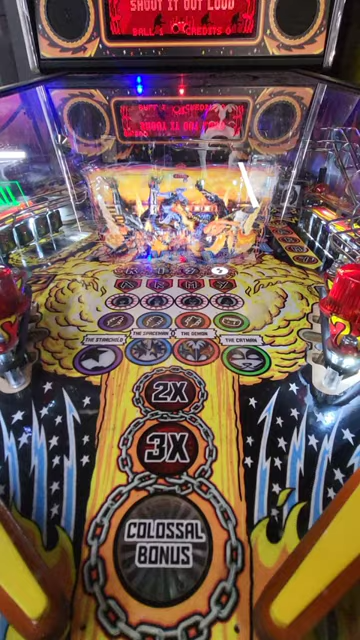 SHOUT IT OUT LOUD
BALL 1 CREDITS 6
THE STARCHILD THE SPACEMAN THE DEMON THE CATMAN
2X
3X
COLOSSAL
BONUS